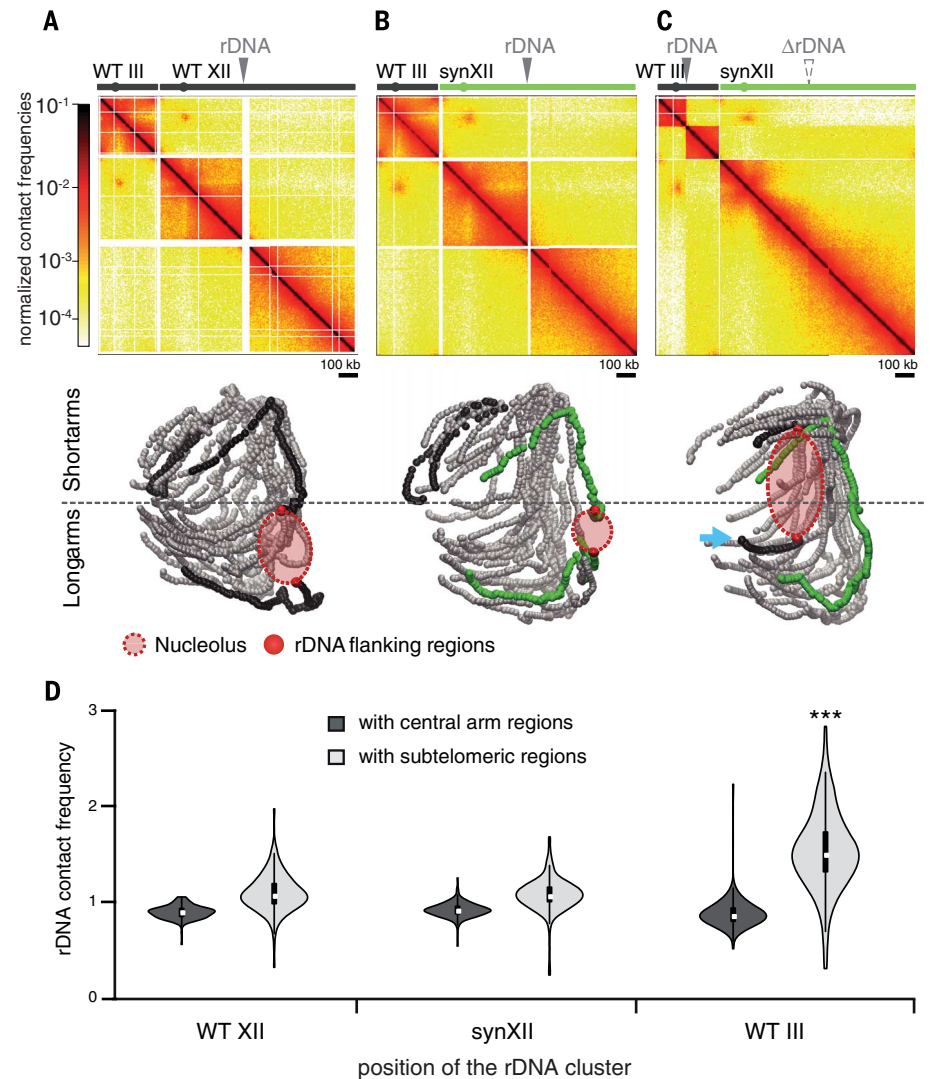 A
B
C
rDNA
rDNA
rDNA
ΔrDNA
WT III
WT XII
WT III
synXII
WT III
synXII
normalized contact frequencies
10-1
10-2
10-3
10-4
100 kb
100 kb
100 kb
Shortarms
Longarms
Nucleolus
rDNA flanking regions
D
rDNA contact frequency
3
2
1
0
with central arm regions
with subtelomeric regions
***
WT XII
synXII
WT III
position of the rDNA cluster